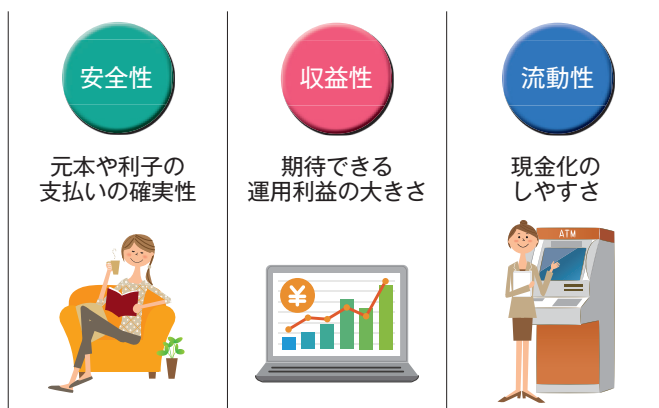 安全性
元本や利子の
支払いの確実性
収益性
期待できる
運用利益の大きさ
¥
流動性
現金化の
しやすさ
ATM